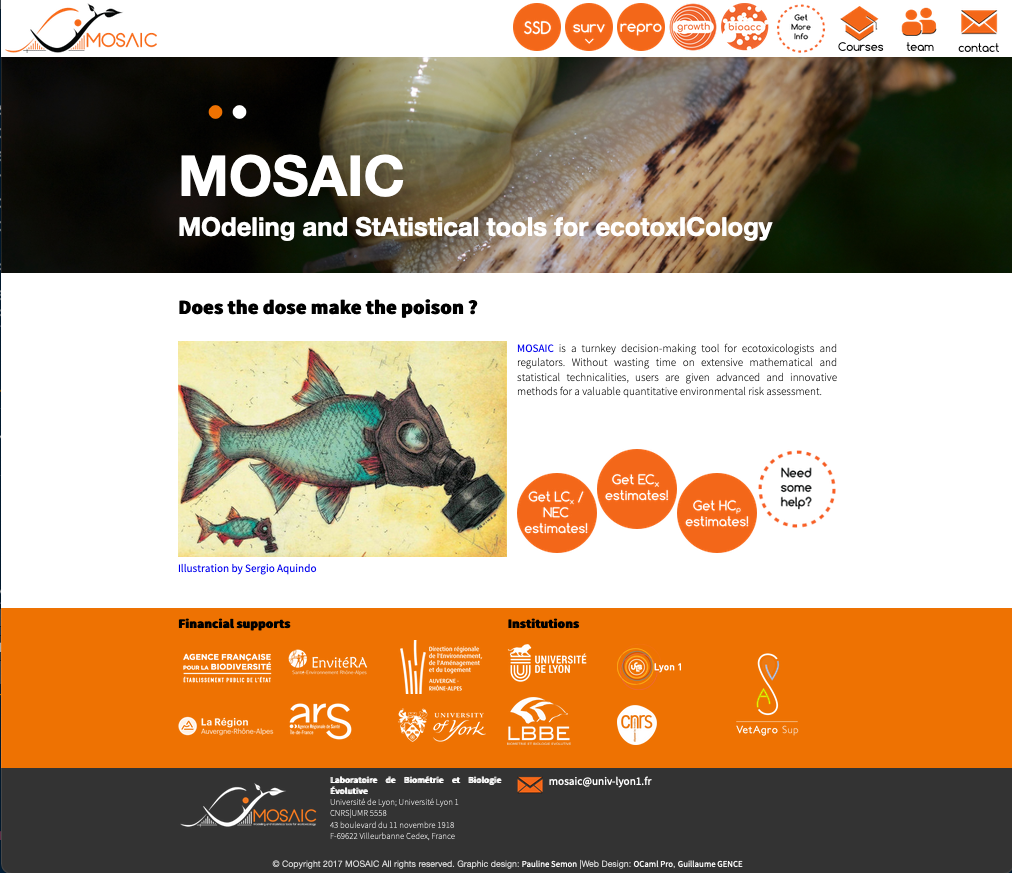 MOSAIC
SSD
surv
repro
growth
bioacc
Get
More
Info
Courses
team
contact
MOSAIC
MOdeling and StAtistical tools for ecotoxICology
Does the dose make the poison ?
MOSAIC is a turnkey decision-making tool for ecotoxicologists and
regulators. Without wasting time on extensive mathematical and
statistical technicalities, users are given advanced and innovative
methods for a valuable quantitative environmental risk assessment.
Get LCx /
NEC
estimates!
Get ECx
estimates!
Get HCp
estimates!
Need
some
help?
Illustration by Sergio Aquindo
Financial supports
Institutions
AGENCE FRANÇAISE
POUR LA BIODIVERSITÉ
ÉTABLISSEMENT PUBLIC DE L'ÉTAT
EnvitéRA
Santé-Environnement Rhône-Alpes
Direction régionale
de l'Environnement,
de l'Aménagement
et du Logement
AUVERGNE -
RHÔNE-ALPES
UNIVERSITÉ
DE LYON
Lyon 1
La Région
Auvergne-Rhône-Alpes
ars
Agence Régionale de Santé
Île-de-France
UNIVERSITY
of York
LBBE
BIOMÉTRIE ET BIOLOGIE ÉVOLUTIVE
cnrs
VetAgro Sup
MOSAIC
Laboratoire de Biométrie et Biologie
Évolutive
Université de Lyon; Université Lyon 1
CNRS|UMR 5558
43 boulevard du 11 novembre 1918
F-69622 Villeurbanne Cedex, France
mosaic@univ-lyon1.fr
© Copyright 2017 MOSAIC All rights reserved. Graphic design: Pauline Semon |Web Design: OCaml Pro, Guillaume GENCE